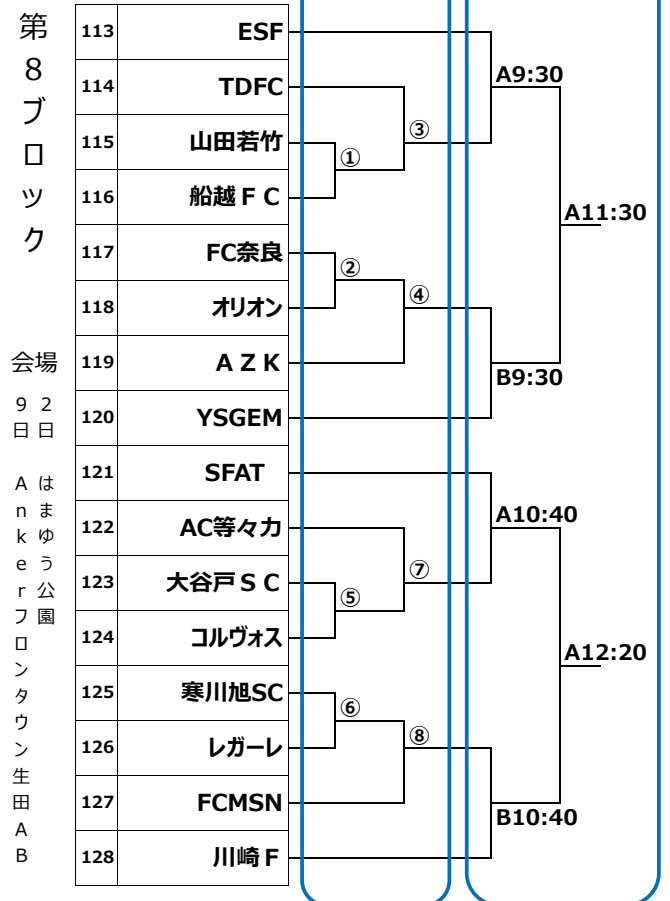 第8ブロック
会場
2日 はまゆう公園
9日 AnkerフロンタウンAB生田
113 ESF
114 TDFC
115 山田若竹
116 船越FC
117 FC奈良
118 オリオン
119 AZK
120 YSGEM
121 SFAT
122 AC等々力
123 大谷戸SC
124 コルヴォス
125 寒川旭SC
126 レガーレ
127 FCMSN
128 川崎F
①
②
③
④
⑤
⑥
⑦
⑧
A9:30
B9:30
A10:40
B10:40
A11:30
A12:20